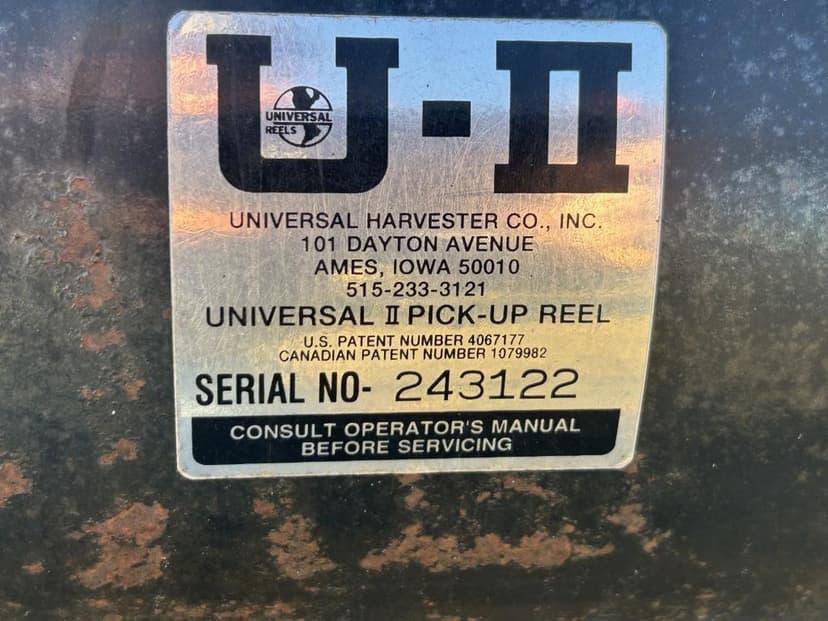 U-II
UNIVERSAL
REELS
UNIVERSAL HARVESTER CO., INC.
101 DAYTON AVENUE
AMES, IOWA 50010
515-233-3121
UNIVERSAL II PICK-UP REEL
U.S. PATENT NUMBER 4067177
CANADIAN PATENT NUMBER 1079982
SERIAL NO- 243122
CONSULT OPERATOR'S MANUAL
BEFORE SERVICING